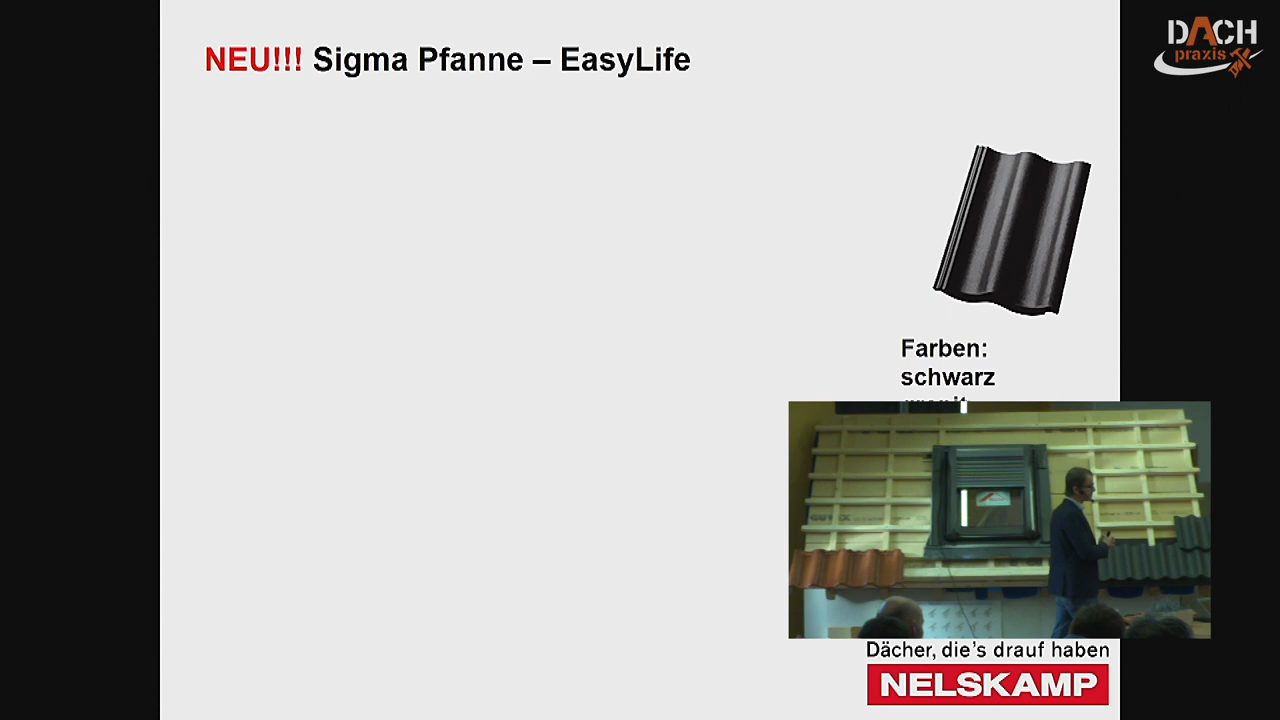 NEU!!! Sigma Pfanne – EasyLife
DACH
praxis
Farben:
schwarz
Dächer, die's drauf haben
NELSKAMP